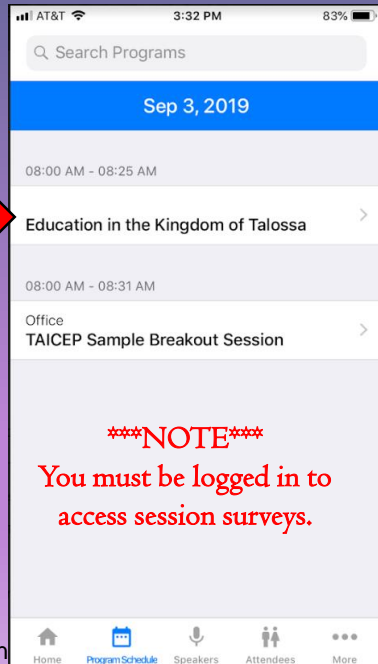 AT&T 3:32 PM 83%
Search Programs
Sep 3, 2019
08:00 AM - 08:25 AM
Education in the Kingdom of Talossa
08:00 AM - 08:31 AM
Office
TAICEP Sample Breakout Session
***NOTE***
You must be logged in to
access session surveys.
Home Program Schedule Speakers Attendees More